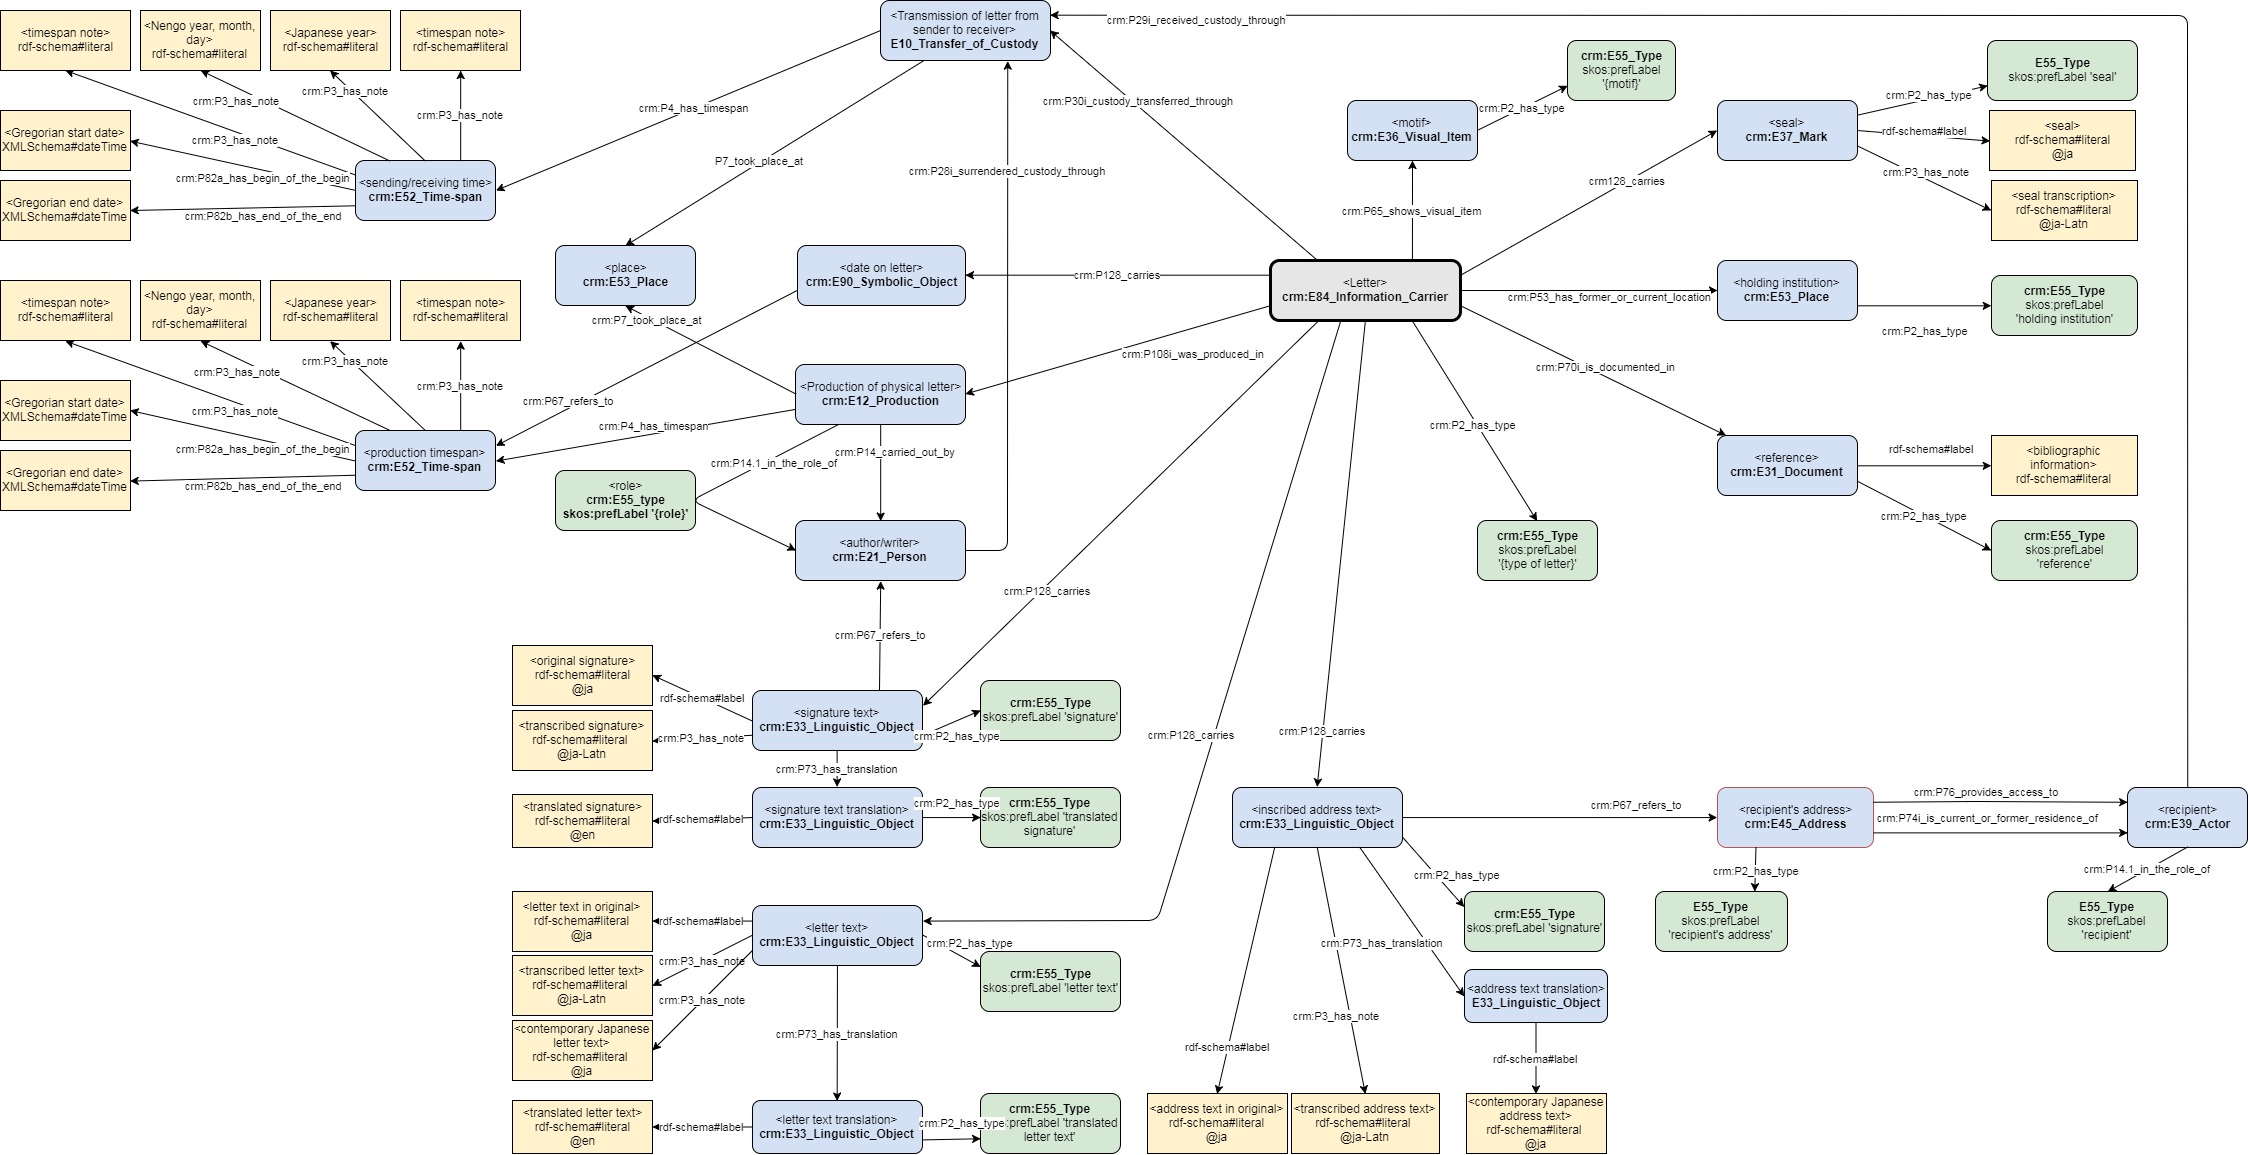 <timespan note>
rdf-schema#literal
<Nengo year, month,
day>
rdf-schema#literal
<Japanese year>
rdf-schema#literal
<timespan note>
rdf-schema#literal
crm:P3_has_note
crm:P3_has_note
crm:P3_has_note
crm:P3_has_note
<Gregorian start date>
XMLSchema#dateTime
crm:P82a_has_begin_of_the_begin
<Gregorian end date>
XMLSchema#dateTime
crm:P82b_has_end_of_the_end
<sending/receiving time>
crm:E52_Time-span
<Transmission of letter from
sender to receiver>
E10_Transfer_of_Custody
crm:P29i_received_custody_through
crm:P4_has_timespan
P7_took_place_at
crm:P28i_surrendered_custody_through
crm:P30i_custody_transferred_through
<motif>
crm:E36_Visual_Item
crm:P2_has_type
crm:E55_Type
skos:prefLabel
'{motif}'
crm:P65_shows_visual_item
crm128_carries
<seal>
crm:E37_Mark
crm:P2_has_type
E55_Type
skos:prefLabel 'seal'
rdf-schema#label
<seal>
rdf-schema#literal
@ja
crm:P3_has_note
<seal transcription>
rdf-schema#literal
@ja-Latn
<place>
crm:E53_Place
<date on letter>
crm:E90_Symbolic_Object
crm:P128_carries
<Letter>
crm:E84_Information_Carrier
crm:P53_has_former_or_current_location
<holding institution>
crm:E53_Place
crm:P2_has_type
crm:E55_Type
skos:prefLabel
'holding institution'
<timespan note>
rdf-schema#literal
<Nengo year, month,
day>
rdf-schema#literal
<Japanese year>
rdf-schema#literal
<timespan note>
rdf-schema#literal
crm:P3_has_note
crm:P3_has_note
crm:P3_has_note
crm:P3_has_note
<Gregorian start date>
XMLSchema#dateTime
crm:P82a_has_begin_of_the_begin
<Gregorian end date>
XMLSchema#dateTime
crm:P82b_has_end_of_the_end
<production timespan>
crm:E52_Time-span
crm:P7_took_place_at
crm:P67_refers_to
crm:P4_has_timespan
<Production of physical letter>
crm:E12_Production
crm:P108i_was_produced_in
crm:P14.1_in_the_role_of
crm:P14_carried_out_by
<role>
crm:E55_type
skos:prefLabel '{role}'
<author/writer>
crm:E21_Person
crm:P70i_is_documented_in
crm:P2_has_type
crm:E55_Type
skos:prefLabel
'{type of letter}'
<reference>
crm:E31_Document
rdf-schema#label
<bibliographic
information>
rdf-schema#literal
crm:P2_has_type
crm:E55_Type
skos:prefLabel
'reference'
crm:P67_refers_to
crm:P128_carries
<original signature>
rdf-schema#literal
@ja
rdf-schema#label
<transcribed signature>
rdf-schema#literal
@ja-Latn
crm:P3_has_note
<signature text>
crm:E33_Linguistic_Object
crm:P2_has_type
crm:E55_Type
skos:prefLabel 'signature'
crm:P73_has_translation
<translated signature>
rdf-schema#literal
@en
rdf-schema#label
<signature text translation>
crm:E33_Linguistic_Object
crm:P2_has_type
crm:E55_Type
skos:prefLabel 'translated
signature'
crm:P128_carries
crm:P128_carries
<inscribed address text>
crm:E33_Linguistic_Object
crm:P67_refers_to
<recipient's address>
crm:E45_Address
crm:P76_provides_access_to
crm:P74i_is_current_or_former_residence_of
<recipient>
crm:E39_Actor
crm:P2_has_type
E55_Type
skos:prefLabel
'recipient's address'
crm:P14.1_in_the_role_of
E55_Type
skos:prefLabel
'recipient'
crm:P2_has_type
crm:E55_Type
skos:prefLabel 'signature'
crm:P73_has_translation
<address text translation>
E33_Linguistic_Object
<letter text in original>
rdf-schema#literal
@ja
rdf-schema#label
<transcribed letter text>
rdf-schema#literal
@ja-Latn
crm:P3_has_note
<contemporary Japanese
letter text>
rdf-schema#literal
@ja
crm:P3_has_note
<letter text>
crm:E33_Linguistic_Object
crm:P2_has_type
crm:E55_Type
skos:prefLabel 'letter text'
crm:P73_has_translation
<translated letter text>
rdf-schema#literal
@en
rdf-schema#label
<letter text translation>
crm:E33_Linguistic_Object
crm:P2_has_type
crm:E55_Type
:prefLabel 'translated
letter text'
rdf-schema#label
<address text in original>
rdf-schema#literal
@ja
crm:P3_has_note
<transcribed address text>
rdf-schema#literal
@ja-Latn
rdf-schema#label
<contemporary Japanese
address text>
rdf-schema#literal
@ja